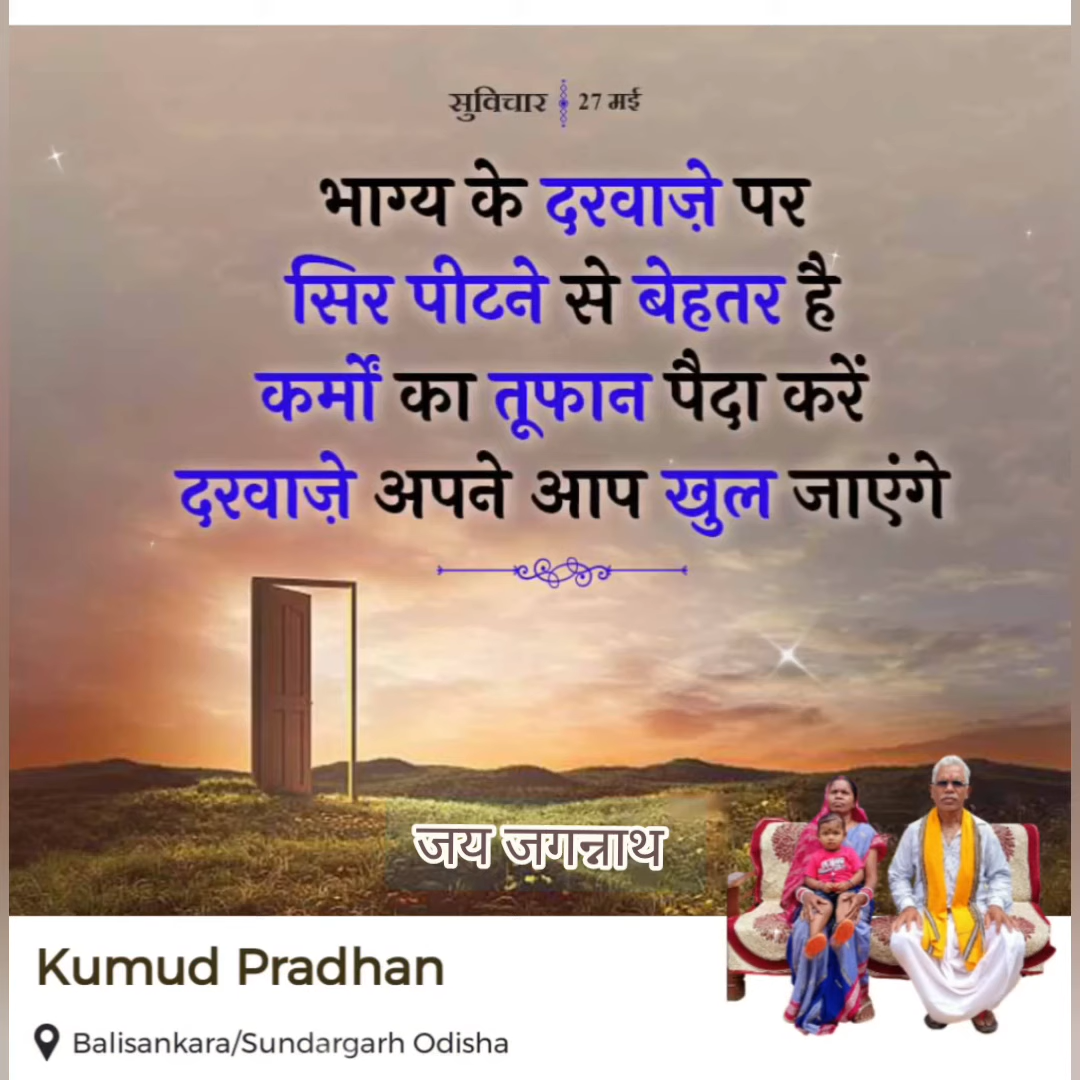 सुविचार 27 मई
भाग्य के दरवाज़े पर
सिर पीटने से बेहतर है
कर्मों का तूफान पैदा करें
दरवाज़े अपने आप खुल जाएंगे
जय जगन्नाथ
Kumud Pradhan
Balisankara/Sundargarh Odisha